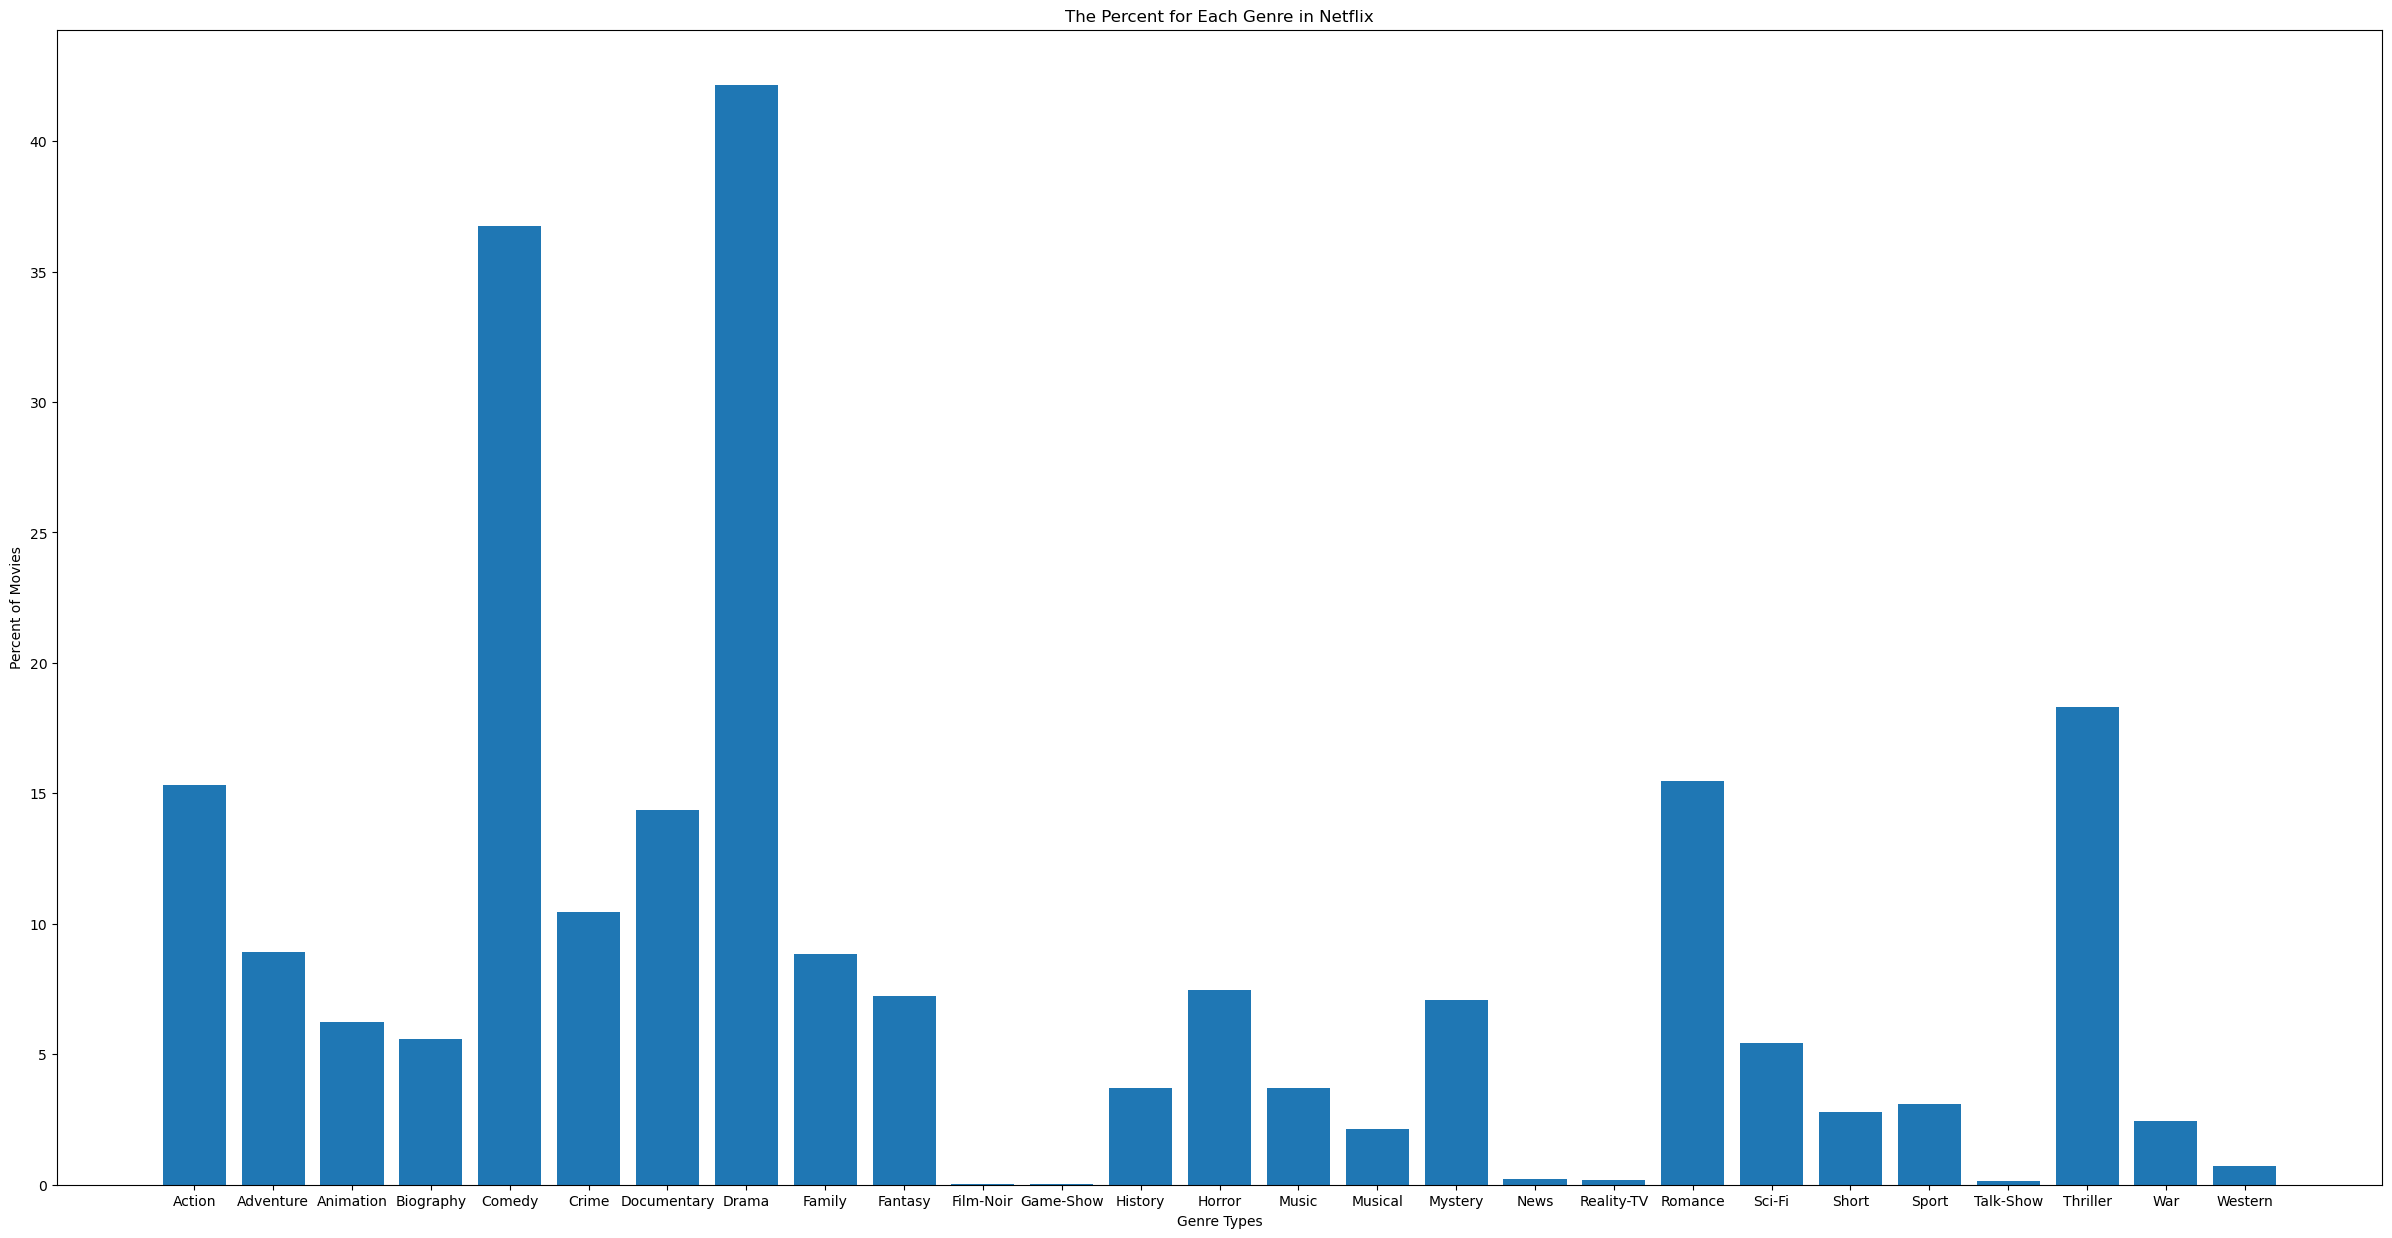 The Percent for Each Genre in Netflix
Percent of Movies
40
35
30
25
20
15
10
5
0
Action Adventure Animation Biography Comedy Crime Documentary Drama Family Fantasy Film-Noir Game-Show History Horror Music Musical Mystery News Reality-TV Romance Sci-Fi Short Sport Talk-Show Thriller War Western
Genre Types